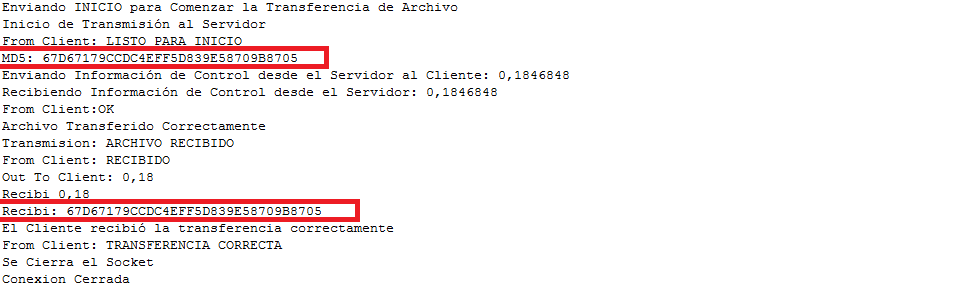 Enviando INICIO para Comenzar la Transferencia de Archivo
Inicio de Transmisión al Servidor
From Client: LISTO PARA INICIO
MD5: 67D67179CCDC4EFF5D839E58709B8705
Enviando Información de Control desde el Servidor al Cliente: 0,1846848
Recibiendo Información de Control desde el Servidor: 0,1846848
From Client:OK
Archivo Transferido Correctamente
Transmision: ARCHIVO RECIBIDO
From Client: RECIBIDO
Out To Client: 0,18
Recibi 0,18
Recibi: 67D67179CCDC4EFF5D839E58709B8705
El Cliente recibió la transferencia correctamente
From Client: TRANSFERENCIA CORRECTA
Se Cierra el Socket
Conexion Cerrada